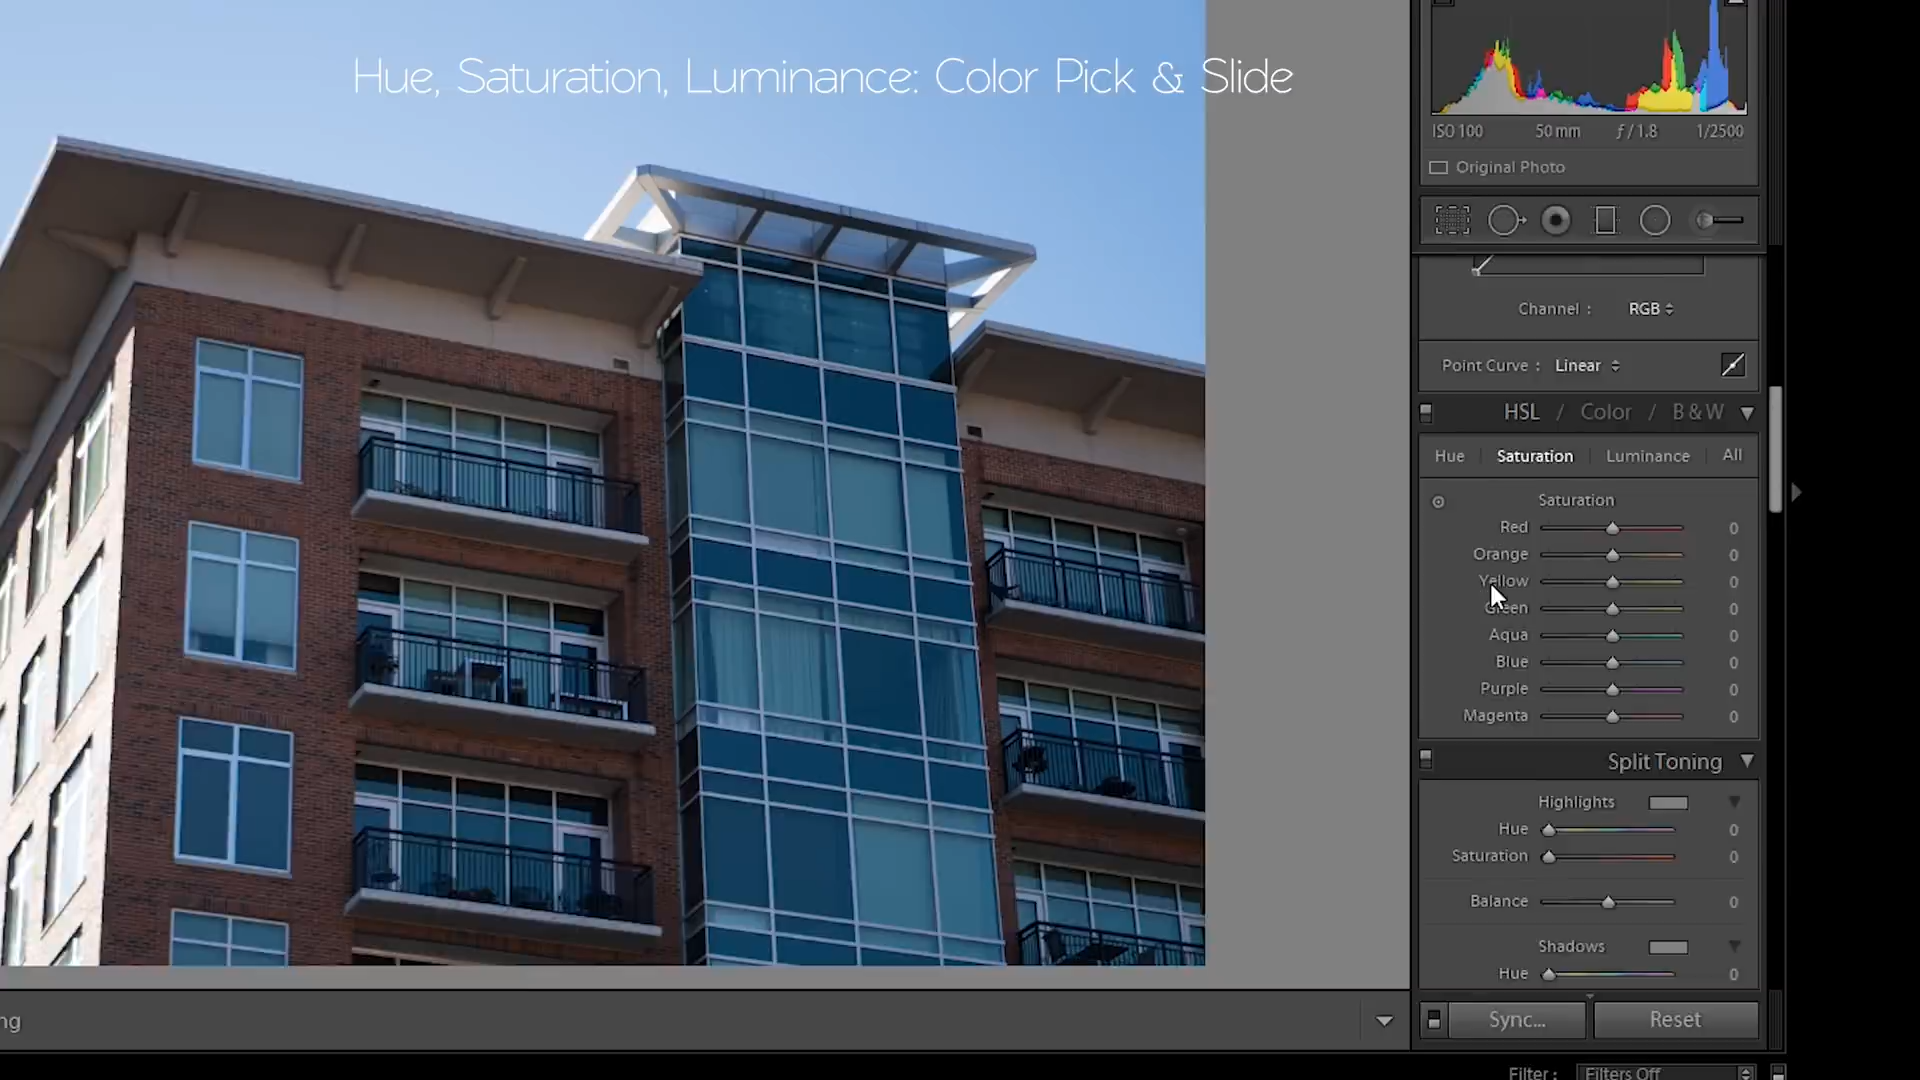 Hue, Saturation, Luminance: Color Pick & Slide
ISO 100 50 mm ƒ / 1.8 1/2500
Original Photo
Channel : RGB
Point Curve : Linear
HSL / Color / B & W
Hue Saturation Luminance All
Saturation
Red 0
Orange 0
Yellow 0
Green 0
Aqua 0
Blue 0
Purple 0
Magenta 0
Split Toning
Highlights
Hue 0
Saturation 0
Balance 0
Shadows
Hue 0
ng
Sync... Reset
Filter : Filters Off